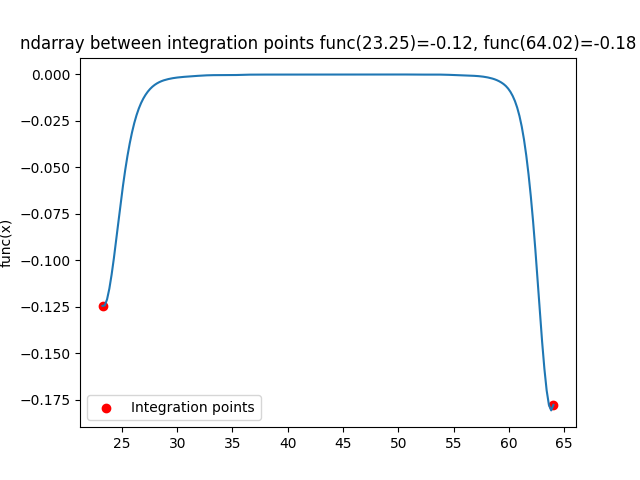 ndarray between integration points func(23.25)=-0.12, func(64.02)=-0.18
0.000
−0.025
−0.050
−0.075
−0.100
−0.125
−0.150
−0.175
func(x)
Integration points
25 30 35 40 45 50 55 60 65